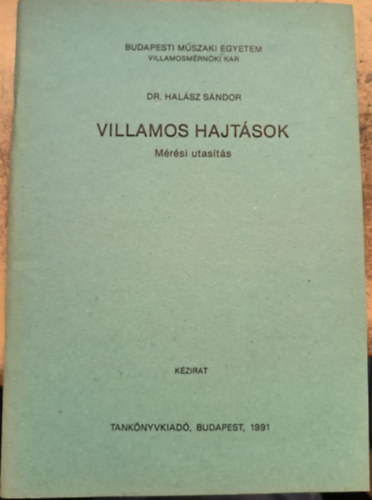 BUDAPESTI MŰSZAKI EGYETEM
VILLAMOSMÉRNÖKI KAR
DR. HALÁSZ SÁNDOR
VILLAMOS HAJTÁSOK
Mérési utasítás
KÉZIRAT
TANKÖNYVKIADÓ, BUDAPEST, 1991